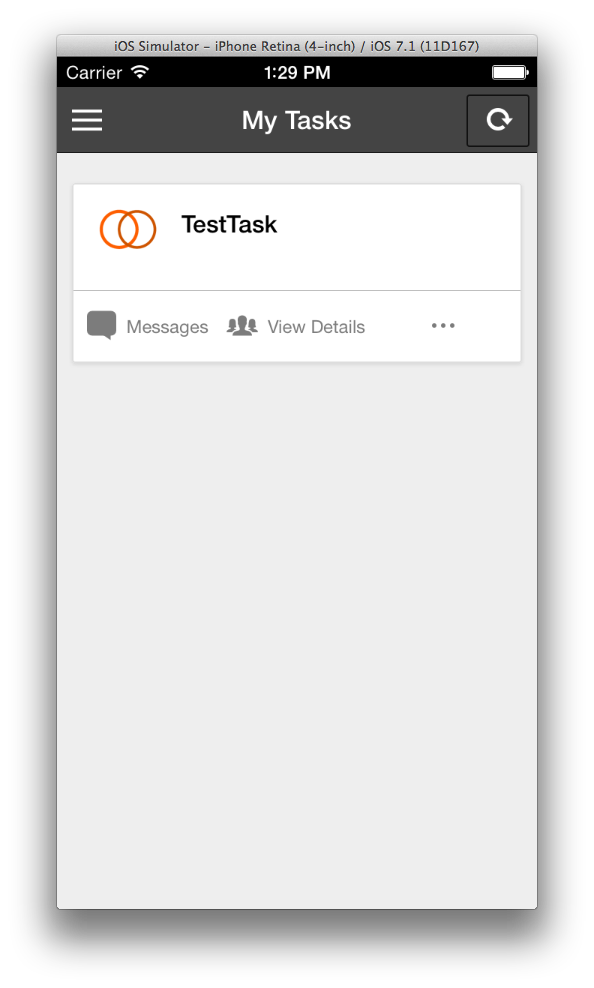 iOS Simulator – iPhone Retina (4-inch) / iOS 7.1 (11D167)
Carrier 1:29 PM
My Tasks
TestTask
Messages View Details